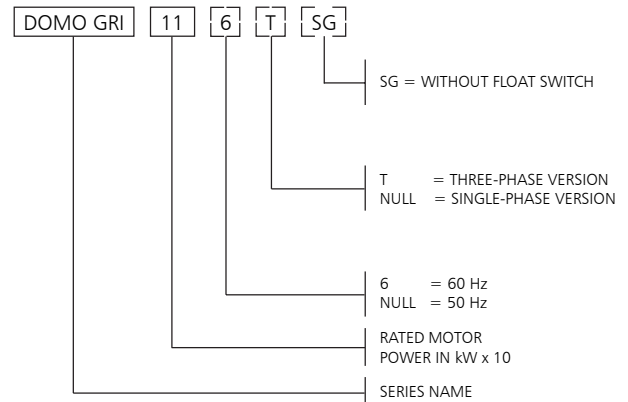 DOMO GRI 11 6 T SG
SG = WITHOUT FLOAT SWITCH
T = THREE-PHASE VERSION
NULL = SINGLE-PHASE VERSION
6 = 60 Hz
NULL = 50 Hz
RATED MOTOR
POWER IN kW x 10
SERIES NAME